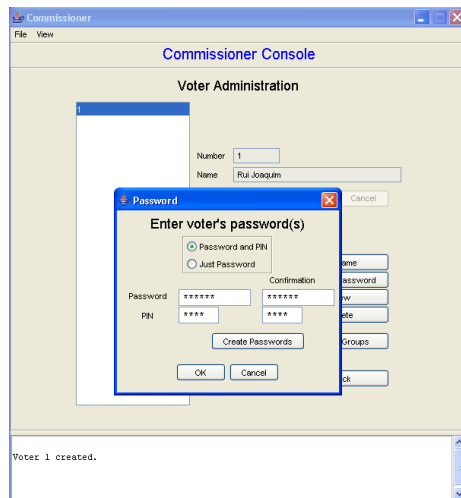 Commissioner
File View
Commissioner Console
Voter Administration
1
Number 1
Name Rui Joaquim
Cancel
Password
Enter voter's password(s)
Password and PIN
Just Password
Confirmation
Password ****** ******
PIN **** ****
Create Passwords
OK Cancel
ame
assword
ew
ete
Groups
ck
Voter 1 created.